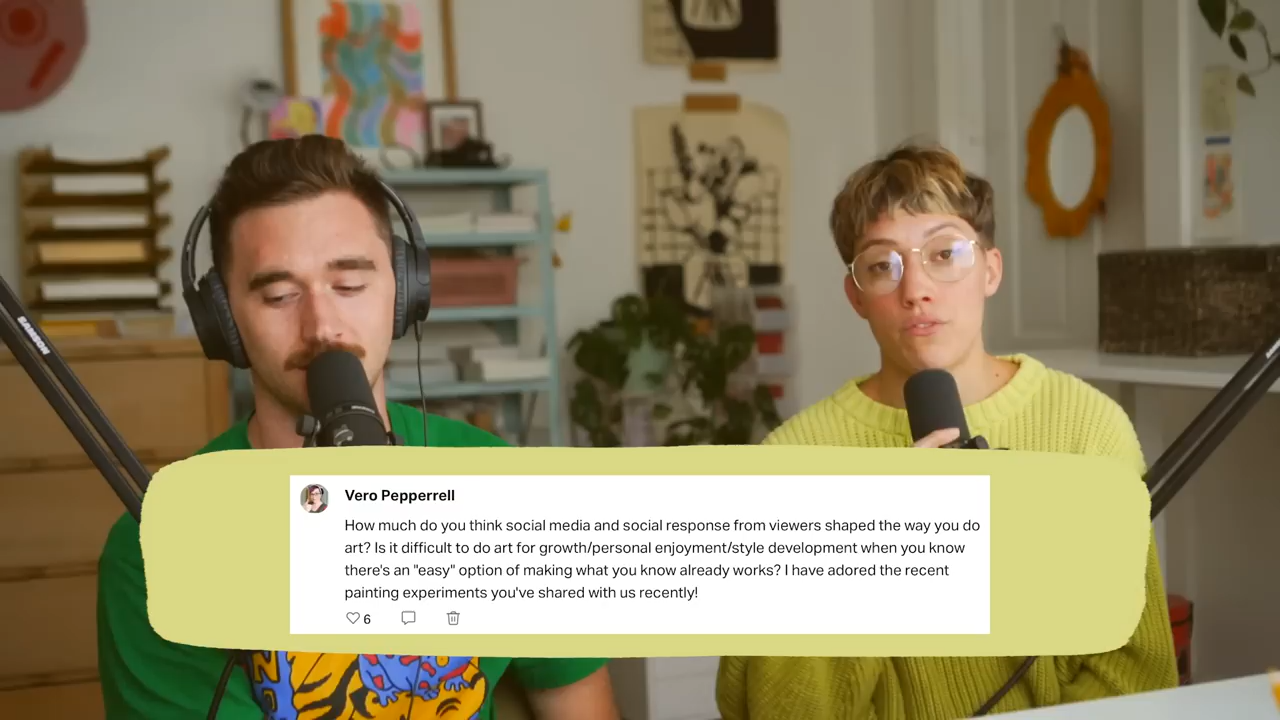 SAMSON
Vero Pepperrell
How much do you think social media and social response from viewers shaped the way you do
art? Is it difficult to do art for growth/personal enjoyment/style development when you know
there's an "easy" option of making what you know already works? I have adored the recent
painting experiments you've shared with us recently!
6